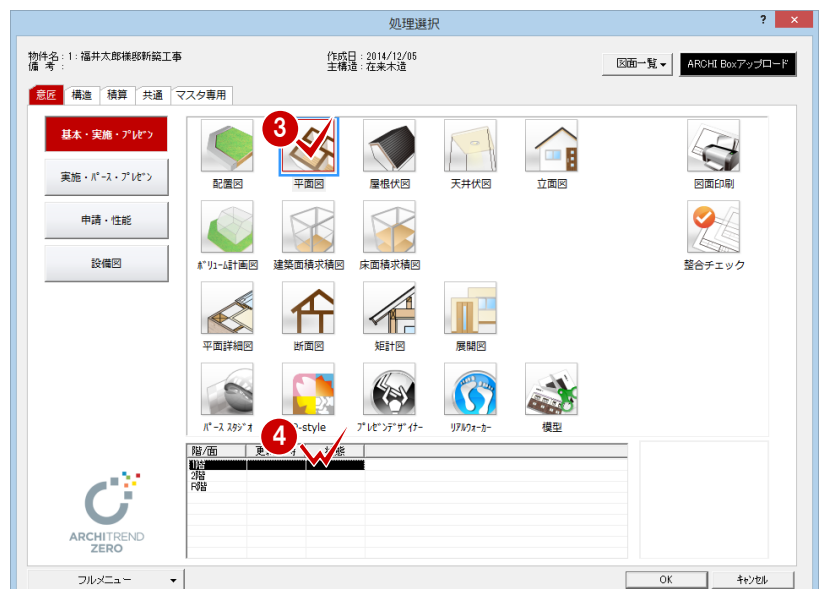 処理選択 ? ×
物件名：1：福井太郎様邸新築工事 作成日：2014/12/05
備　考： 主構造：在来木造
図面一覧 ARCHI Boxアップロード
意匠 構造 積算 共通 マスタ専用
基本・実施・ﾌﾟﾚｾﾞﾝ
実施・ﾊﾟｰｽ・ﾌﾟﾚｾﾞﾝ
申請・性能
設備図
3
配置図 平面図 屋根伏図 天井伏図 立面図 図面印刷
ﾎﾞﾘｭｰﾑ計画図 建築面積求積図 床面積求積図 整合チェック
平面詳細図 断面図 矩計図 展開図
ﾊﾟｰｽ ｽﾀｼﾞｵ -style ﾌﾟﾚｾﾞﾝﾃﾞｻﾞｲﾅｰ ﾘｱﾙｳｫｰｶｰ 模型
4
階/面 更 態
1階
2階
R階
ARCHITREND
ZERO
フルメニュー OK ｷｬﾝｾﾙ